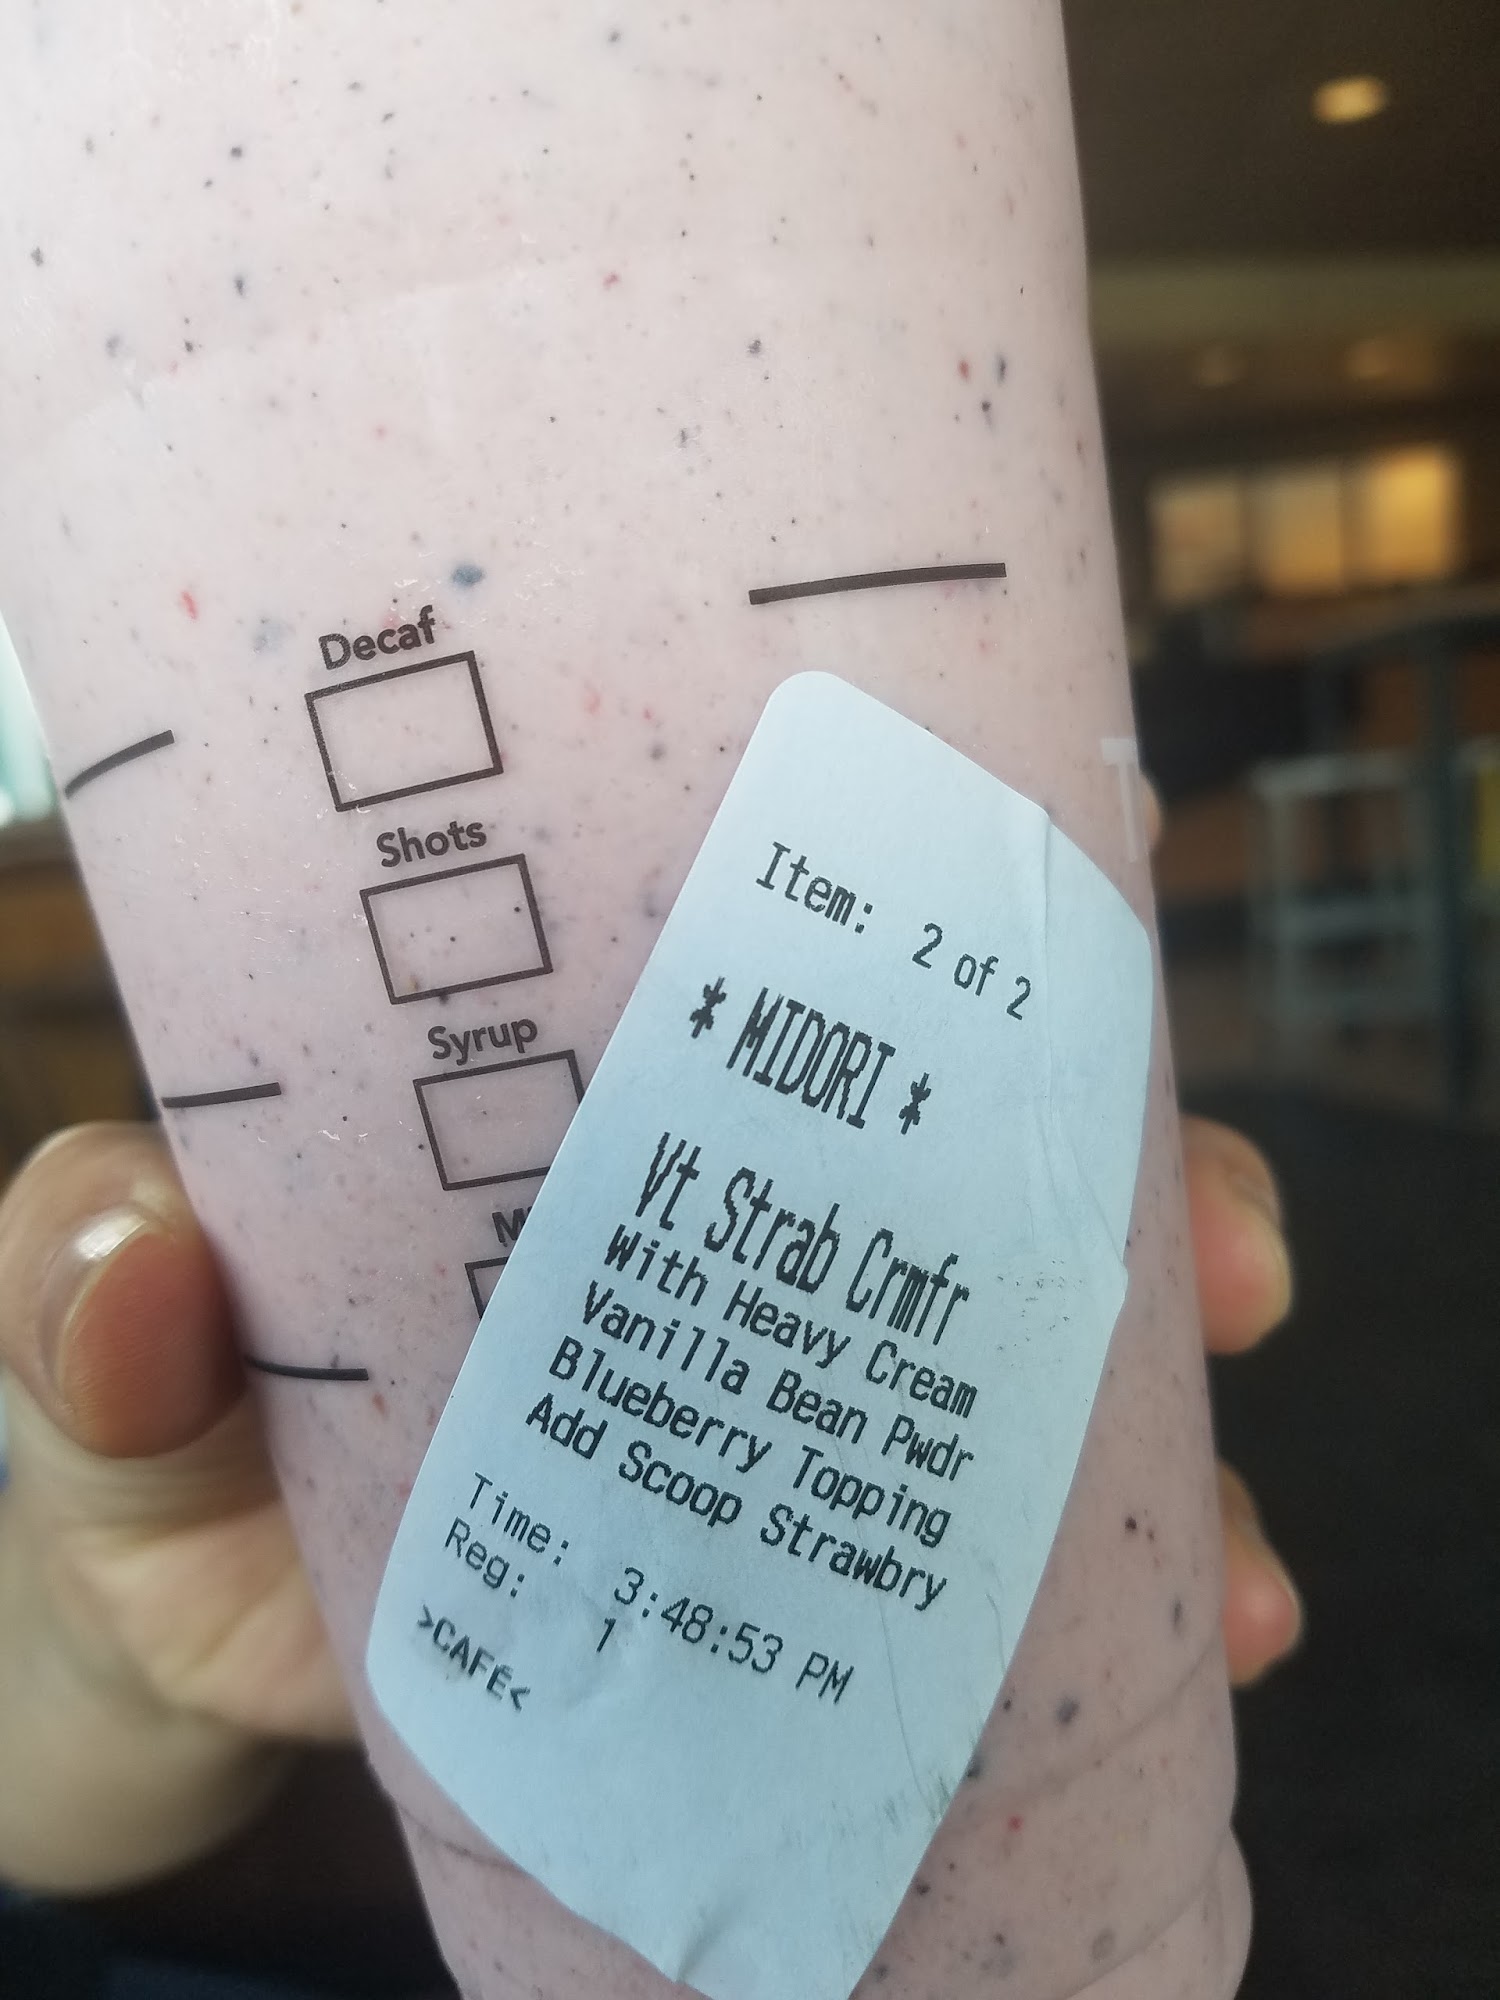 Decaf
Shots
Syrup
Item: 2 of 2
* MIDORI *
Vt Strab Crmfr
With Heavy Cream
Vanilla Bean Pwdr
Blueberry Topping
Add Scoop Strawbry
Time: 3:48:53 PM
Reg: 1
>CAFÉ<